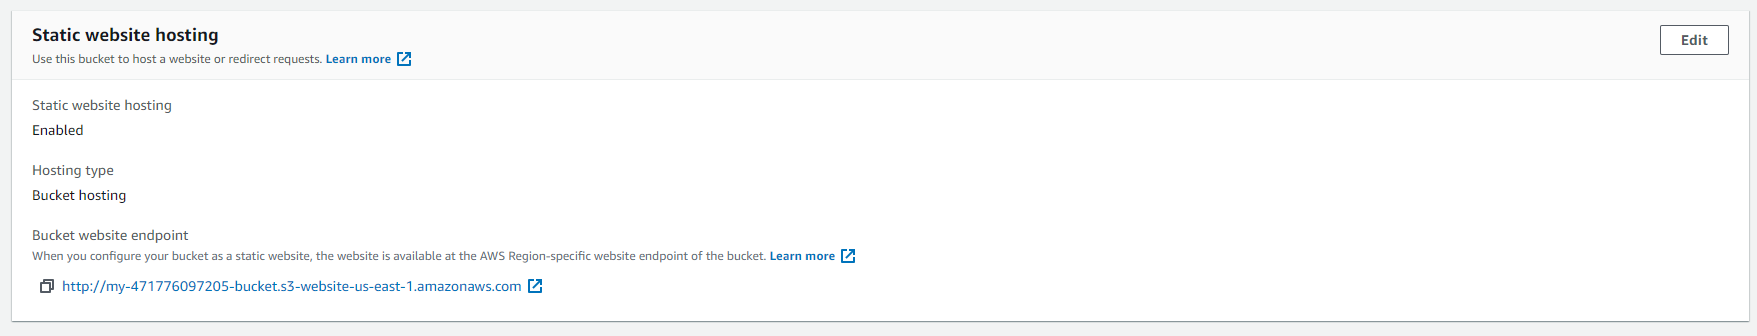 Static website hosting
Edit
Use this bucket to host a website or redirect requests. Learn more
Static website hosting
Enabled
Hosting type
Bucket hosting
Bucket website endpoint
When you configure your bucket as a static website, the website is available at the AWS Region-specific website endpoint of the bucket. Learn more
http://my-471776097205-bucket.s3-website-us-east-1.amazonaws.com